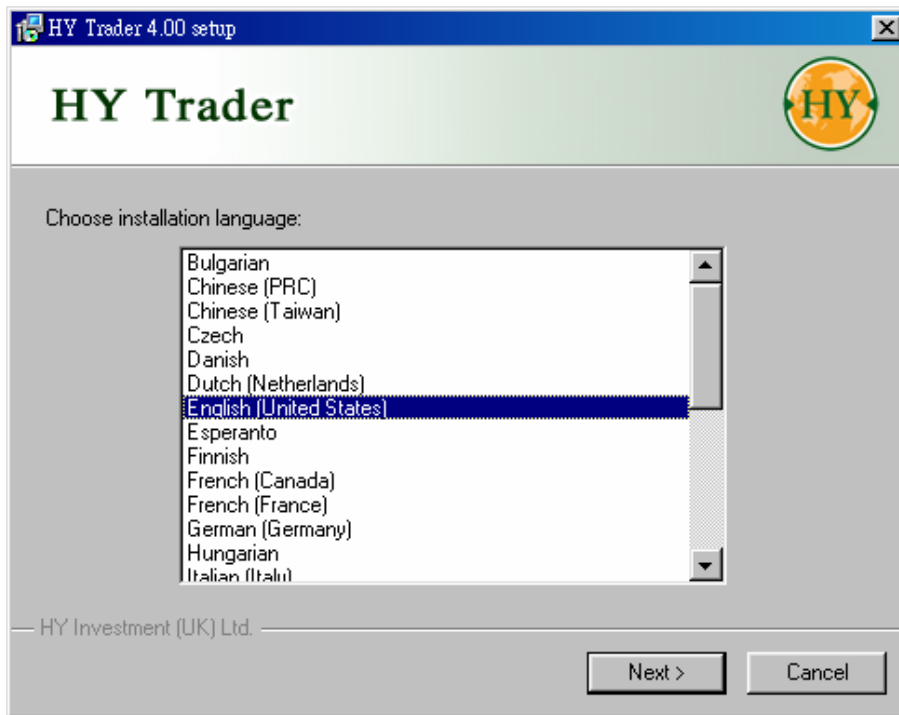 HY Trader 4.00 setup
HY Trader
HY
Choose installation language:
Bulgarian
Chinese (PRC)
Chinese (Taiwan)
Czech
Danish
Dutch (Netherlands)
English (United States)
Esperanto
Finnish
French (Canada)
French (France)
German (Germany)
Hungarian
Italian (Italy)
HY Investment (UK) Ltd.
Next >
Cancel